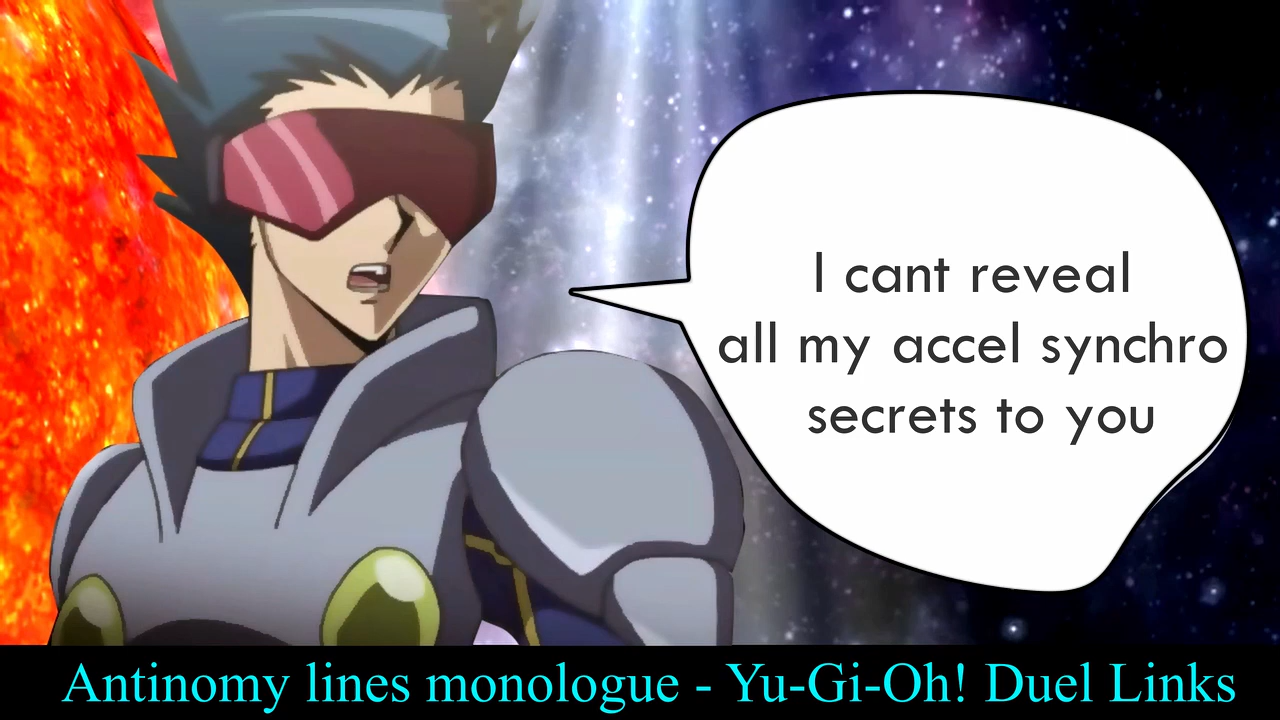 I cant reveal
all my accel synchro
secrets to you
Antinomy lines monologue - Yu-Gi-Oh! Duel Links